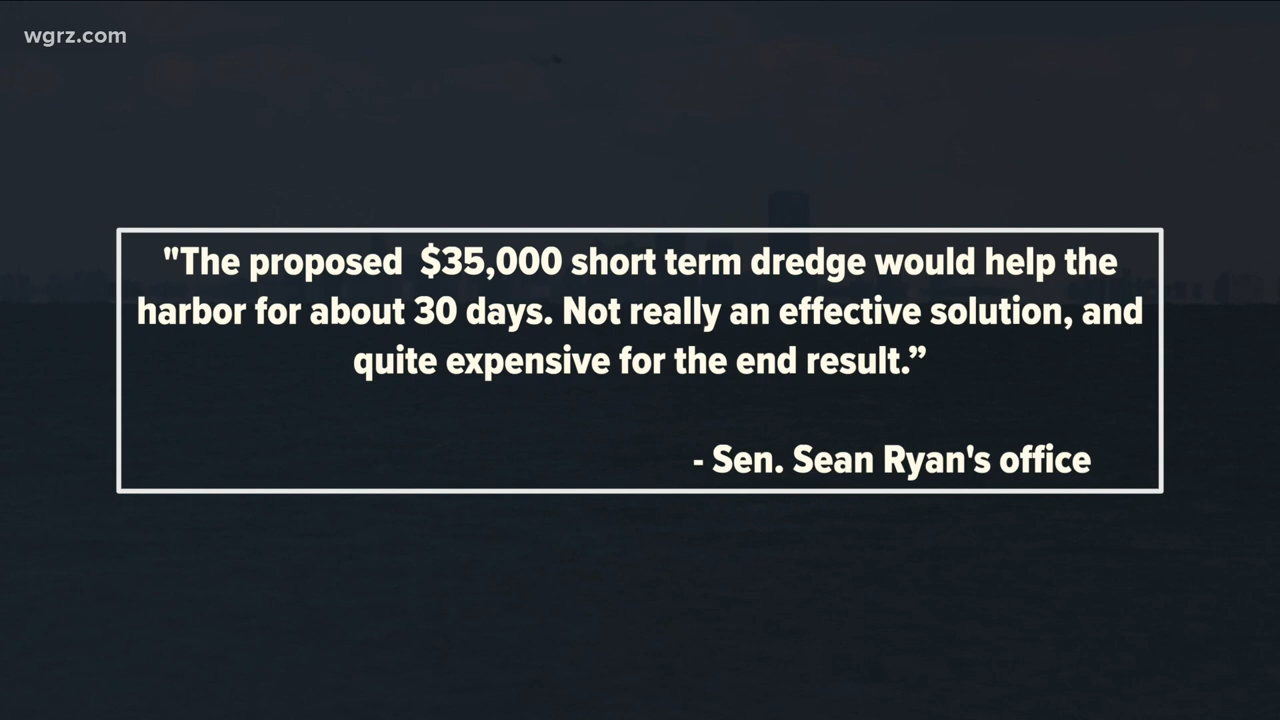 wgrz.com
"The proposed  $35,000 short term dredge would help the
harbor for about 30 days. Not really an effective solution, and
quite expensive for the end result.”
- Sen. Sean Ryan's office